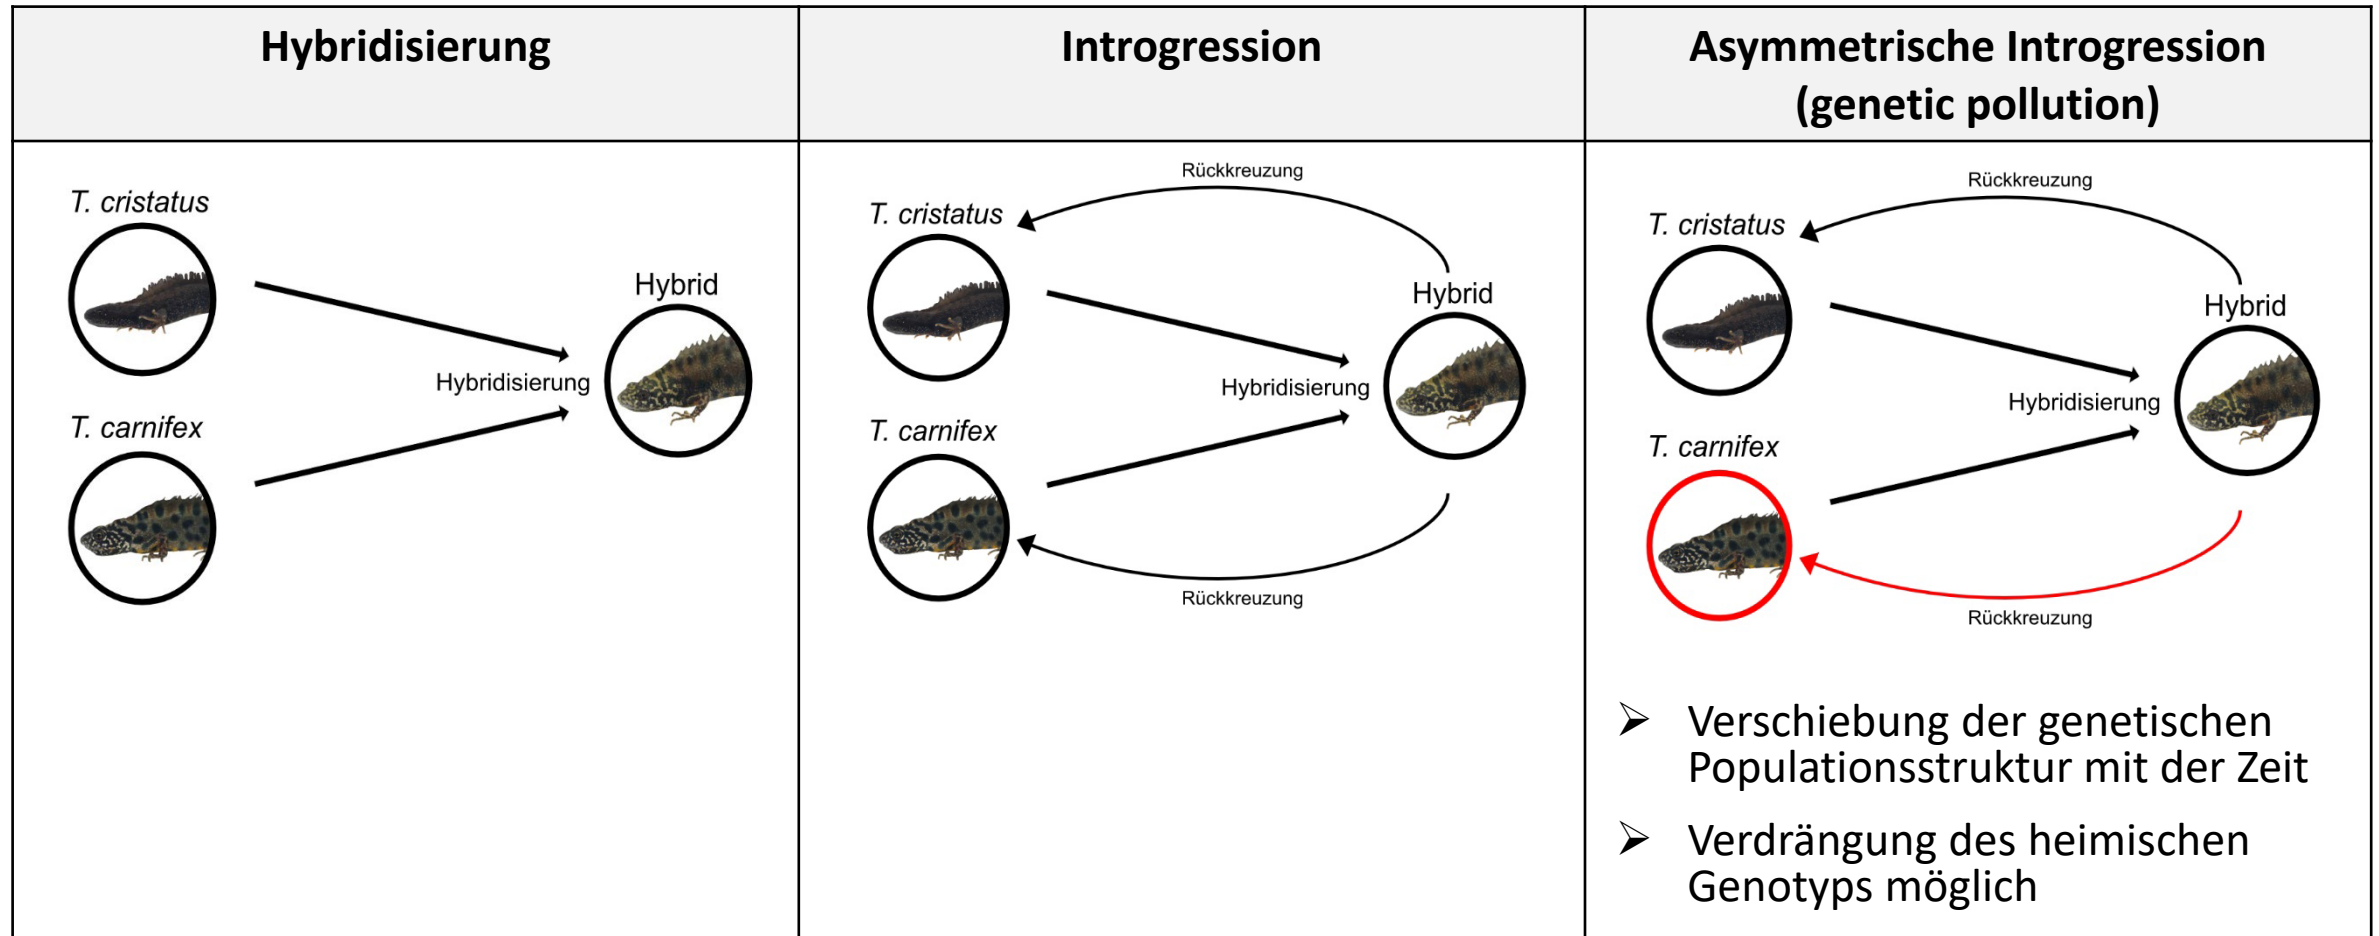 Hybridisierung
Introgression
Asymmetrische Introgression
(genetic pollution)
T. cristatus
Hybrid
Hybridisierung
T. carnifex
Rückkreuzung
T. cristatus
Hybrid
Hybridisierung
T. carnifex
Rückkreuzung
Rückkreuzung
T. cristatus
Hybrid
Hybridisierung
T. carnifex
Rückkreuzung
➢ Verschiebung der genetischen
Populationsstruktur mit der Zeit
➢ Verdrängung des heimischen
Genotyps möglich